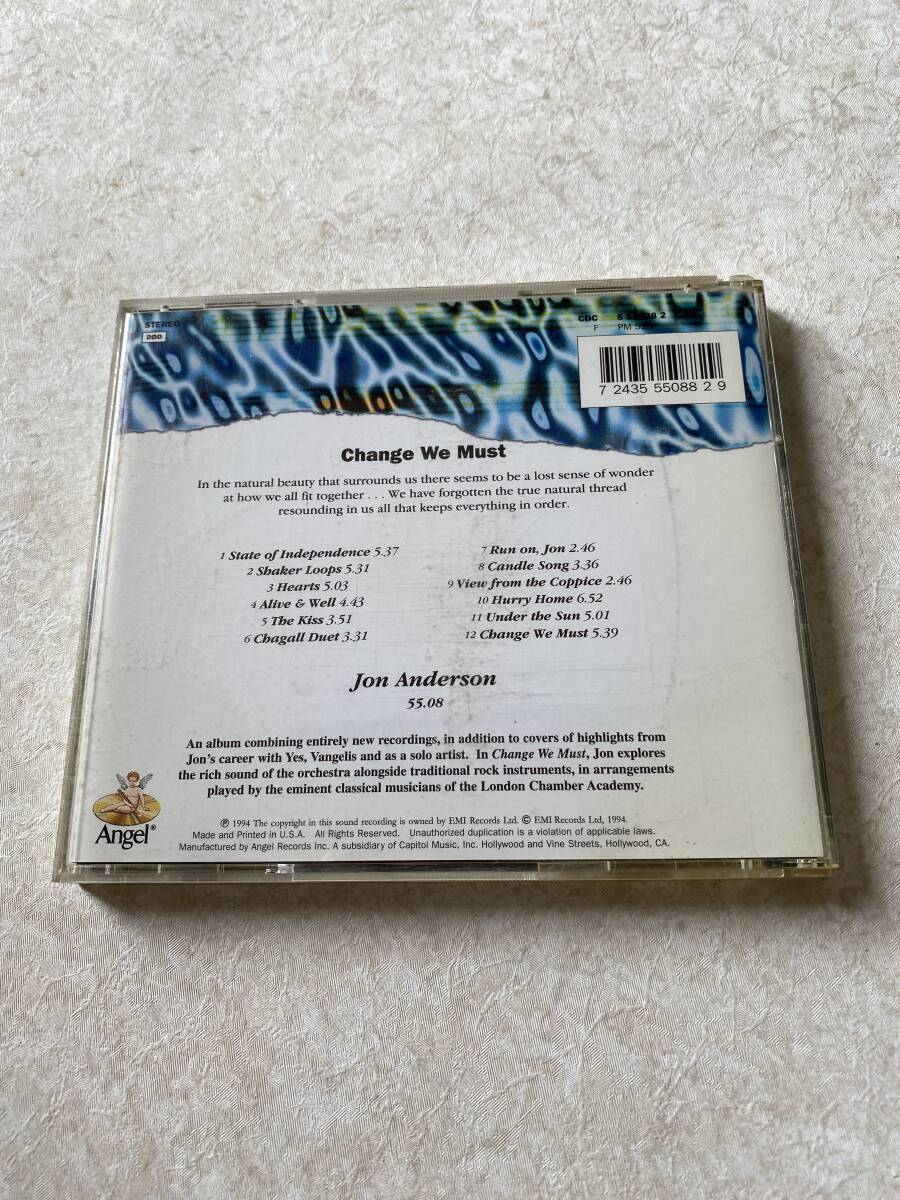 STEREO
DDD
CDC
F PM
7 24355 55088 2 9
Change We Must
In the natural beauty that surrounds us there seems to be a lost sense of wonder
at how we all fit together . . . We have forgotten the true natural thread
resounding in us all that keeps everything in order.
1 State of Independence 5.37
2 Shaker Loops 5.31
3 Hearts 5.03
4 Alive & Well 4.43
5 The Kiss 3.51
6 Chagall Duet 3.31
7 Run on, Jon 2.46
8 Candle Song 3.36
9 View from the Coppice 2.46
10 Hurry Home 6.52
11 Under the Sun 5.01
12 Change We Must 5.39
Jon Anderson
55.08
An album combining entirely new recordings, in addition to covers of highlights from
Jon's career with Yes, Vangelis and as a solo artist. In Change We Must, Jon explores
the rich sound of the orchestra alongside traditional rock instruments, in arrangements
played by the eminent classical musicians of the London Chamber Academy.
Angel®
℗ 1994 The copyright in this sound recording is owned by EMI Records Ltd. © EMI Records Ltd, 1994.
Made and Printed in U.S.A. All Rights Reserved. Unauthorized duplication is a violation of applicable laws.
Manufactured by Angel Records Inc. A subsidiary of Capitol Music, Inc. Hollywood and Vine Streets, Hollywood, CA.